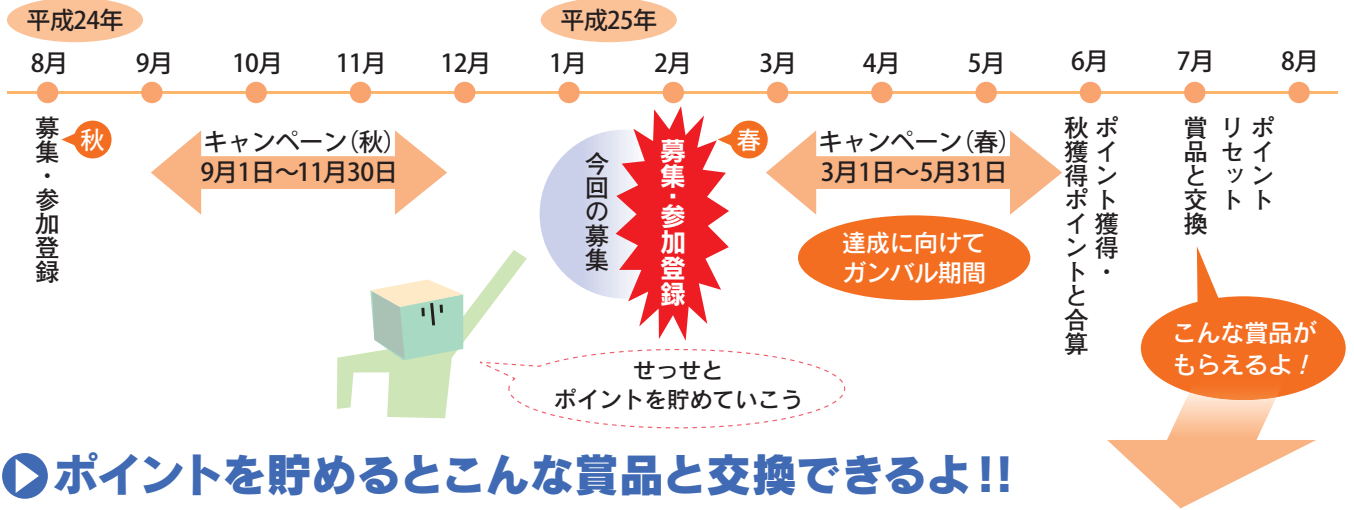 平成24年
平成25年
8月
9月
10月
11月
12月
1月
2月
3月
4月
5月
6月
7月
8月
募集・参加登録
秋
キャンペーン（秋）
9月1日～11月30日
今回の募集
募集・参加登録
春
キャンペーン（春）
3月1日～5月31日
達成に向けて
ガンバル期間
ポイント獲得・
秋獲得ポイントと合算
賞品と交換
ポイント
リセット
こんな賞品が
もらえるよ！
せっせと
ポイントを貯めていこう
ポイントを貯めるとこんな賞品と交換できるよ!!